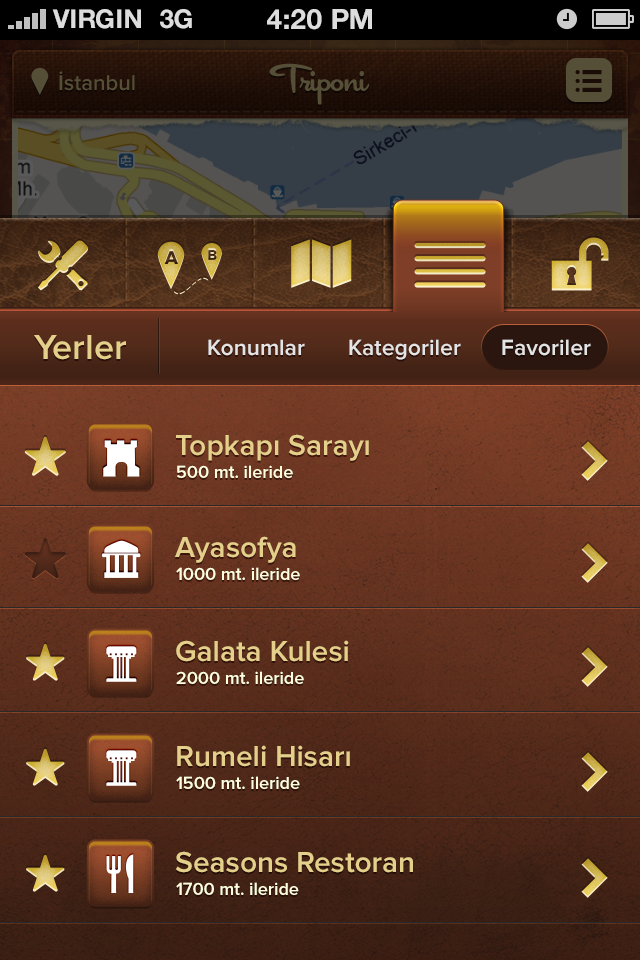 VIRGIN 3G 4:20 PM
İstanbul Triponi
m
lh.
Sirkeci-
A B
Yerler Konumlar Kategoriler Favoriler
Topkapı Sarayı
500 mt. ileride
Ayasofya
1000 mt. ileride
Galata Kulesi
2000 mt. ileride
Rumeli Hisarı
1500 mt. ileride
Seasons Restoran
1700 mt. ileride